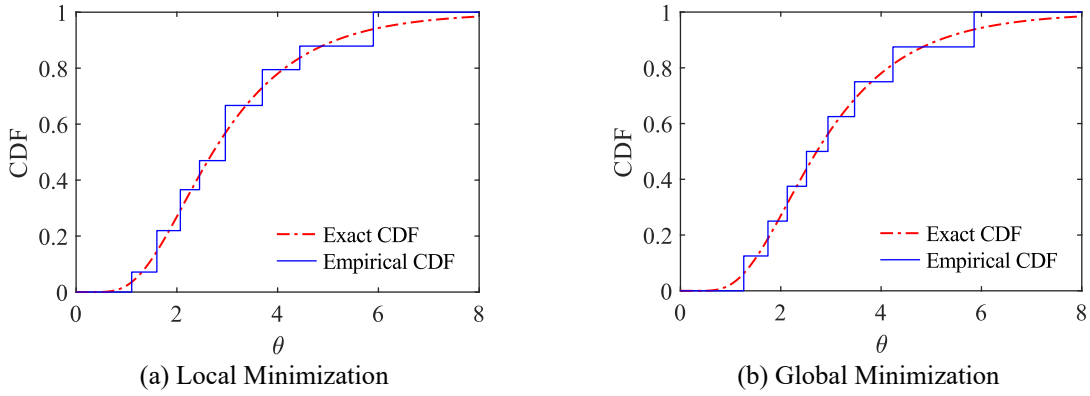 1
0.8
0.6
0.4
0.2
0
CDF
0 2 4 6 8
θ
Exact CDF
Empirical CDF
(a) Local Minimization
1
0.8
0.6
0.4
0.2
0
CDF
0 2 4 6 8
θ
Exact CDF
Empirical CDF
(b) Global Minimization